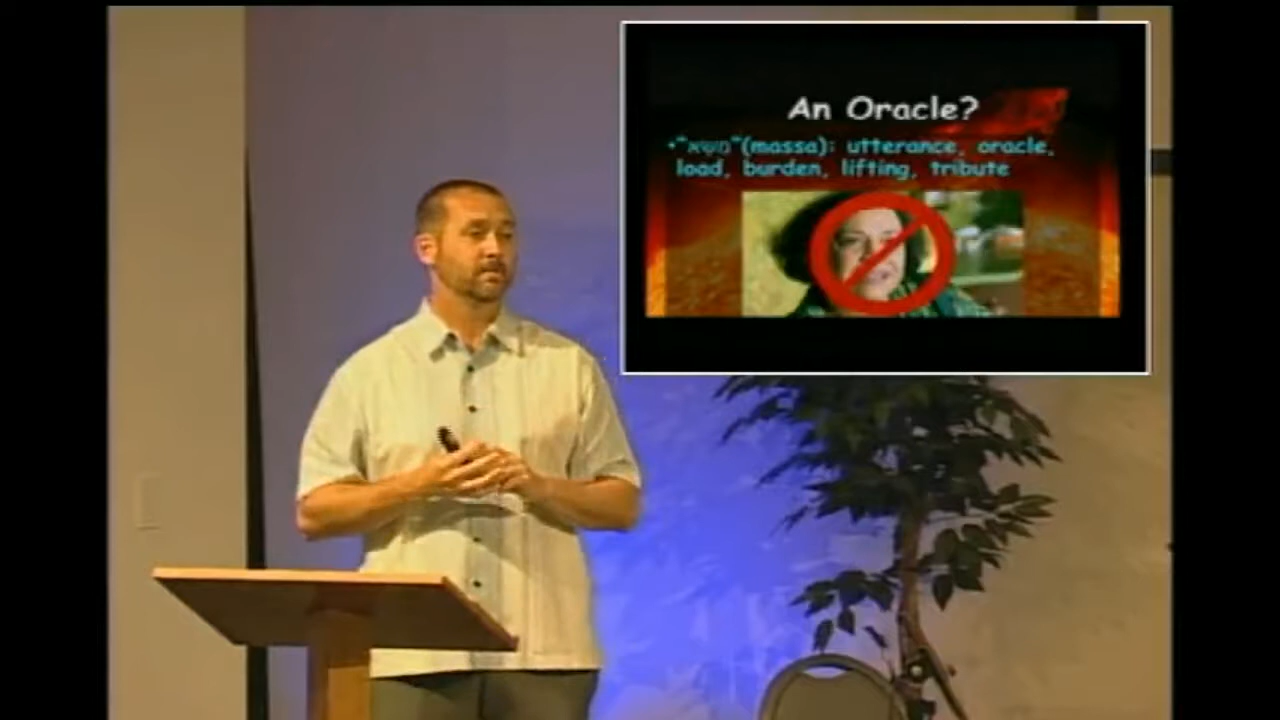 An Oracle?
•"משא"(massa): utterance, oracle,
load, burden, lifting, tribute